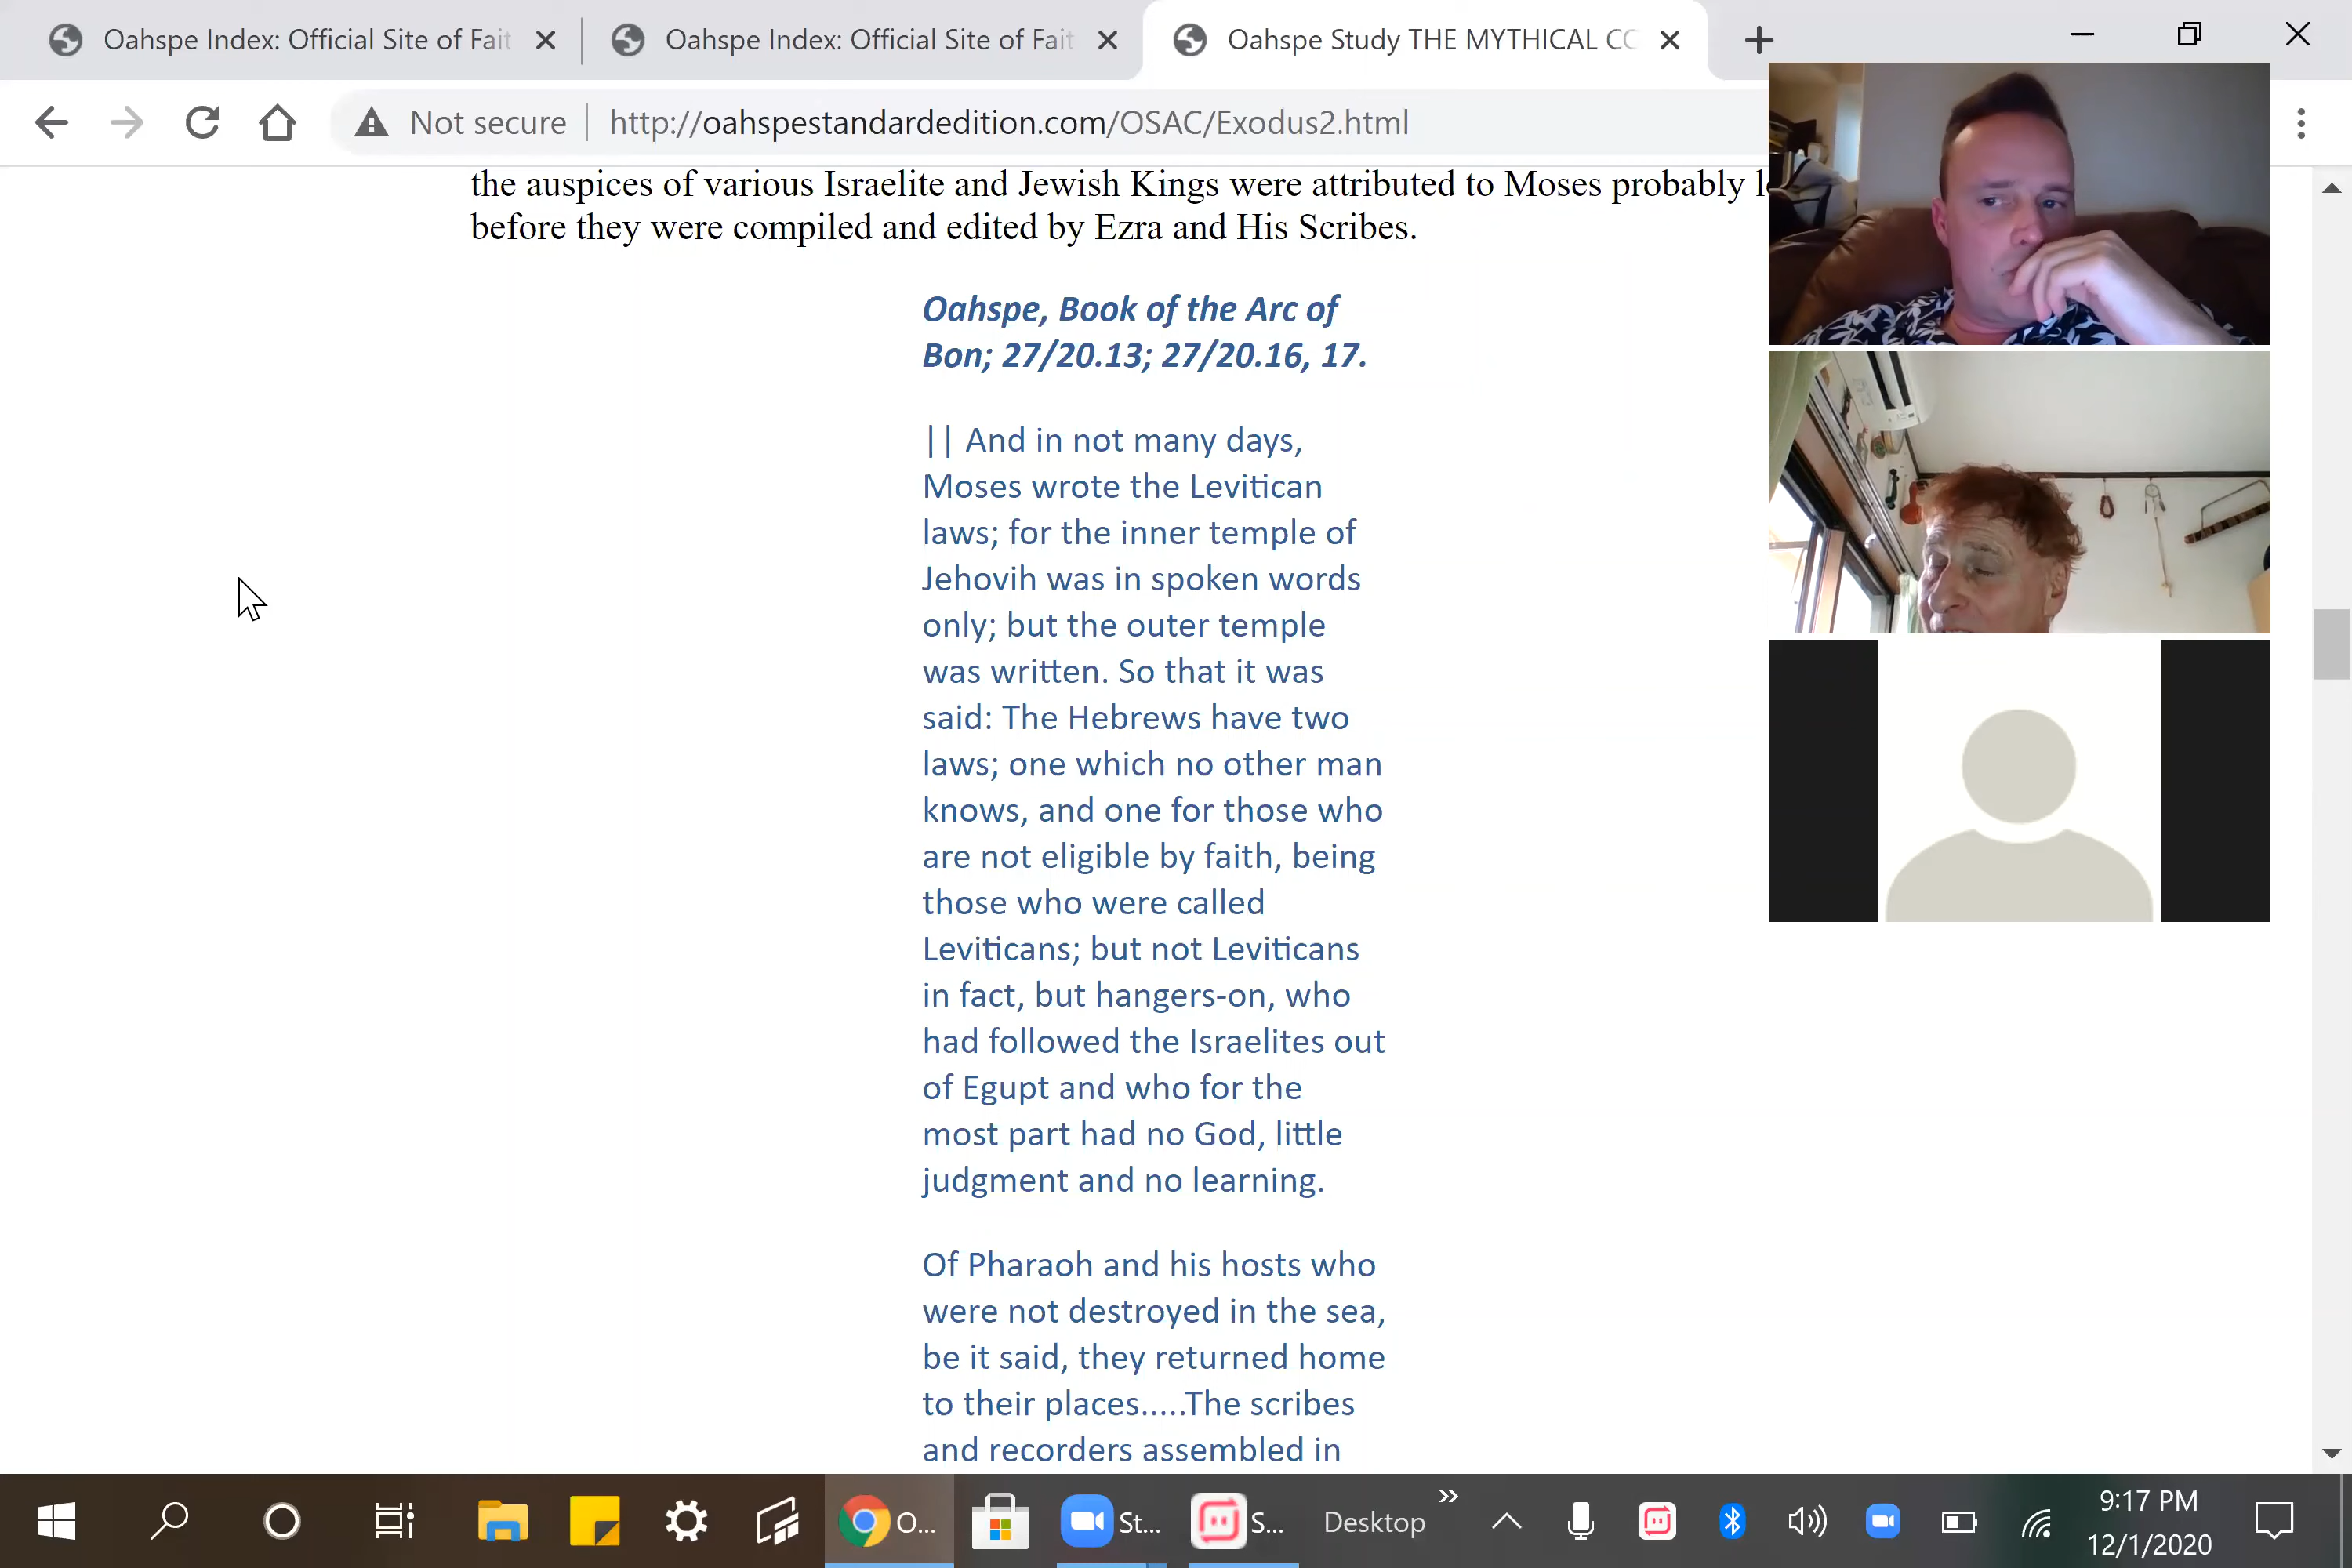 Oahspe Index: Official Site of Fait
Oahspe Index: Official Site of Fait
Oahspe Study THE MYTHICAL CO
Not secure
http://oahspestandardedition.com/OSAC/Exodus2.html
the auspices of various Israelite and Jewish Kings were attributed to Moses probably l
before they were compiled and edited by Ezra and His Scribes.
Oahspe, Book of the Arc of
Bon; 27/20.13; 27/20.16, 17.
|| And in not many days,
Moses wrote the Levitican
laws; for the inner temple of
Jehovih was in spoken words
only; but the outer temple
was written. So that it was
said: The Hebrews have two
laws; one which no other man
knows, and one for those who
are not eligible by faith, being
those who were called
Leviticans; but not Leviticans
in fact, but hangers-on, who
had followed the Israelites out
of Egupt and who for the
most part had no God, little
judgment and no learning.
Of Pharaoh and his hosts who
were not destroyed in the sea,
be it said, they returned home
to their places.....The scribes
and recorders assembled in
O...
St...
S...
Desktop
9:17 PM
12/1/2020